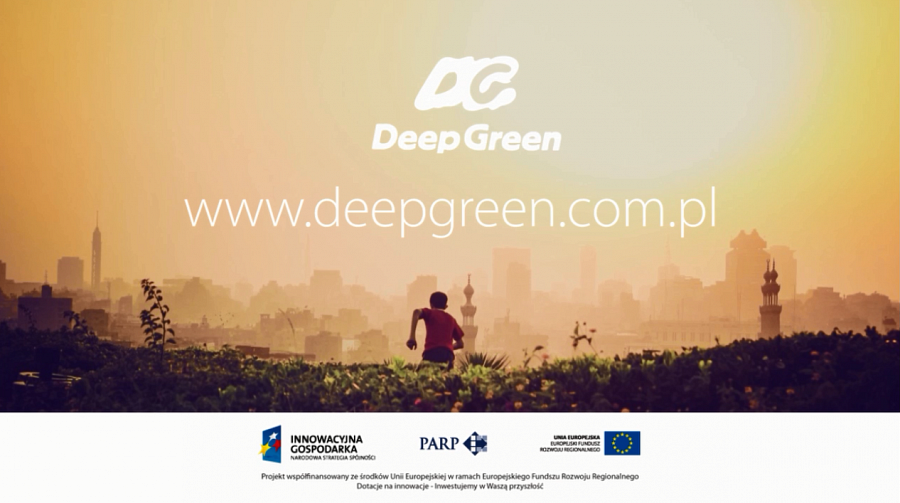 DG
Deep Green
www.deepgreen.com.pl
INNOWACYJNA
GOSPODARKA
NARODOWA STRATEGIA SPÓJNOŚCI
PARP
UNIA EUROPEJSKA
EUROPEJSKI FUNDUSZ
ROZWOJU REGIONALNEGO
Projekt współfinansowany ze środków Unii Europejskiej w ramach Europejskiego Fundszu Rozwoju Regionalnego
Dotacje na innowacje - Inwestujemy w Waszą przyszłość